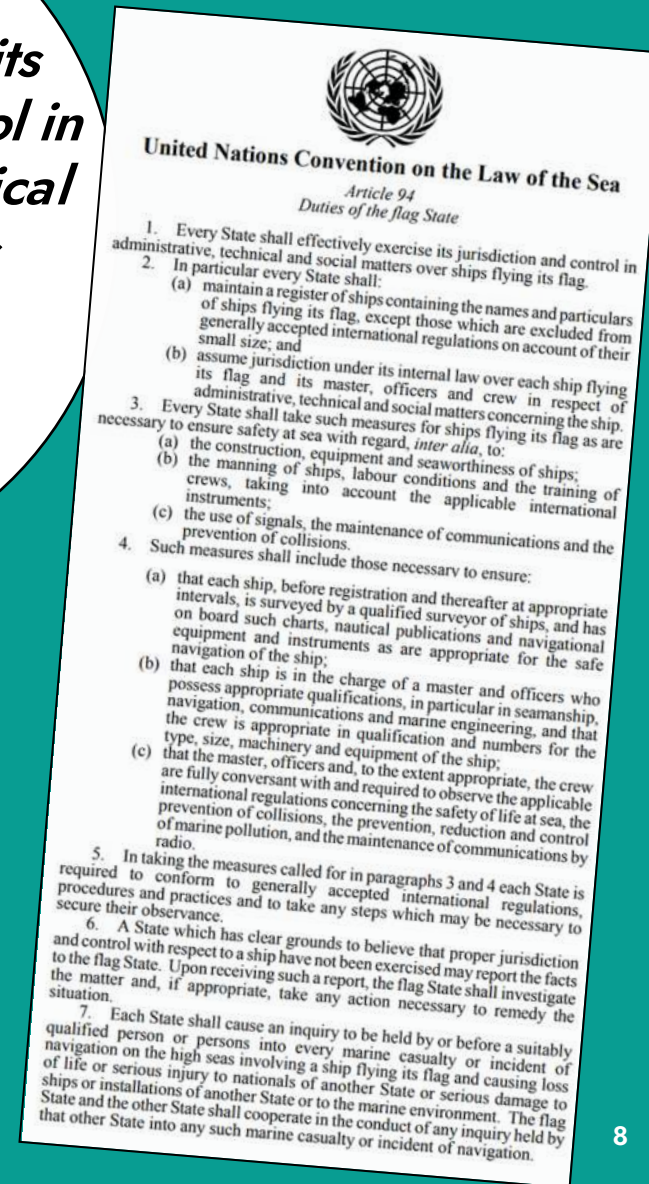 its
ol in
ical
United Nations Convention on the Law of the Sea
Article 94
Duties of the flag State
1. Every State shall effectively exercise its jurisdiction and control in
administrative, technical and social matters over ships flying its flag.
2. In particular every State shall:
(a) maintain a register of ships containing the names and particulars
of ships flying its flag, except those which are excluded from
generally accepted international regulations on account of their
small size; and
(b) assume jurisdiction under its internal law over each ship flying
its flag and its master, officers and crew in respect of
administrative, technical and social matters concerning the ship.
3. Every State shall take such measures for ships flying its flag as are
necessary to ensure safety at sea with regard, inter alia, to:
(a) the construction, equipment and seaworthiness of ships;
(b) the manning of ships, labour conditions and the training of
crews, taking into account the applicable international
instruments;
(c) the use of signals, the maintenance of communications and the
prevention of collisions.
4. Such measures shall include those necessary to ensure:
(a) that each ship, before registration and thereafter at appropriate
intervals, is surveyed by a qualified surveyor of ships, and has
on board such charts, nautical publications and navigational
equipment and instruments as are appropriate for the safe
navigation of the ship;
(b) that each ship is in the charge of a master and officers who
possess appropriate qualifications, in particular in seamanship,
navigation, communications and marine engineering, and that
the crew is appropriate in qualification and numbers for the
type, size, machinery and equipment of the ship;
(c) that the master, officers and, to the extent appropriate, the crew
are fully conversant with and required to observe the applicable
international regulations concerning the safety of life at sea, the
prevention of collisions, the prevention, reduction and control
of marine pollution, and the maintenance of communications by
radio.
5. In taking the measures called for in paragraphs 3 and 4 each State is
required to conform to generally accepted international regulations,
procedures and practices and to take any steps which may be necessary to
secure their observance.
6. A State which has clear grounds to believe that proper jurisdiction
and control with respect to a ship have not been exercised may report the facts
to the flag State. Upon receiving such a report, the flag State shall investigate
the matter and, if appropriate, take any action necessary to remedy the
situation.
7. Each State shall cause an inquiry to be held by or before a suitably
qualified person or persons into every marine casualty or incident of
navigation on the high seas involving a ship flying its flag and causing loss
of life or serious injury to nationals of another State or serious damage to
ships or installations of another State or to the marine environment. The flag
State and the other State shall cooperate in the conduct of any inquiry held by
that other State into any such marine casualty or incident of navigation.
8